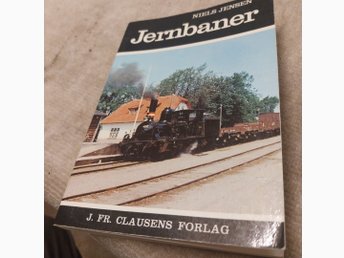 NIELS JENSEN
Jernbaner
J. FR. CLAUSENS FORLAG